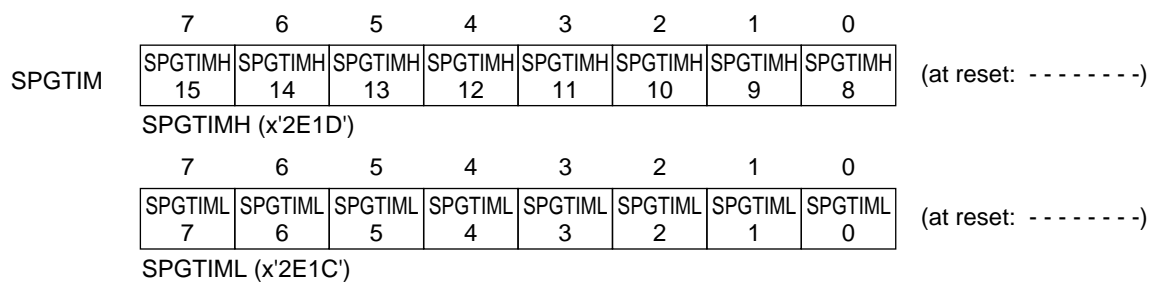 7 6 5 4 3 2 1 0
SPGTIM SPGTIMH SPGTIMH SPGTIMH SPGTIMH SPGTIMH SPGTIMH SPGTIMH SPGTIMH (at reset: - - - - - - - -)
15 14 13 12 11 10 9 8
SPGTIMH (x'2E1D')
7 6 5 4 3 2 1 0
SPGTIML SPGTIML SPGTIML SPGTIML SPGTIML SPGTIML SPGTIML SPGTIML (at reset: - - - - - - - -)
7 6 5 4 3 2 1 0
SPGTIML (x'2E1C')